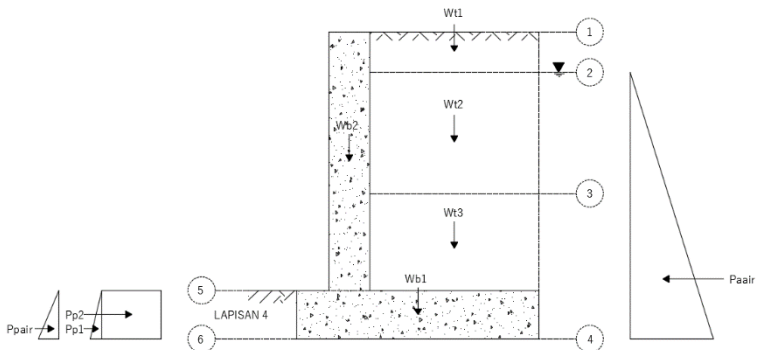 Wt1
1
2
Wt2
Wb2
3
Wt3
Wb1
Paair
5
Pp2
LAPISAN 4
Ppair
Pp1
6
4